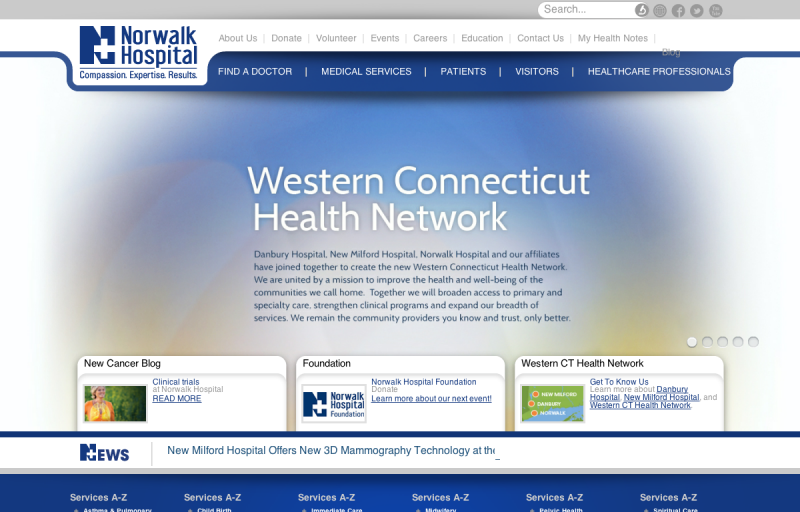 Search...
Norwalk
Hospital
Compassion. Expertise. Results.
About Us | Donate | Volunteer | Events | Careers | Education | Contact Us | My Health Notes |
Blog
FIND A DOCTOR | MEDICAL SERVICES | PATIENTS | VISITORS | HEALTHCARE PROFESSIONALS
Western Connecticut
Health Network
Danbury Hospital, New Milford Hospital, Norwalk Hospital and our affiliates
have joined together to create the new Western Connecticut Health Network.
We are united by a mission to improve the health and well-being of the
communities we call home. Together we will broaden access to primary and
specialty care, strengthen clinical programs and expand our breadth of
services. We remain the community providers you know and trust, only better.
New Cancer Blog
Clinical trials
at Norwalk Hospital
READ MORE
Foundation
Norwalk
Hospital
Foundation
Norwalk Hospital Foundation
Donate
Learn more about our next event!
Western CT Health Network
NEW MILFORD
DANBURY
NORWALK
Get To Know Us
Learn more about Danbury
Hospital, New Milford Hospital, and
Western CT Health Network.
NEWS
New Milford Hospital Offers New 3D Mammography Technology at the_
Services A-Z Services A-Z Services A-Z Services A-Z Services A-Z Services A-Z
Asthma & Pulmonary Child Birth Immediate Care Midwifery Pelvic Health Spiritual Care